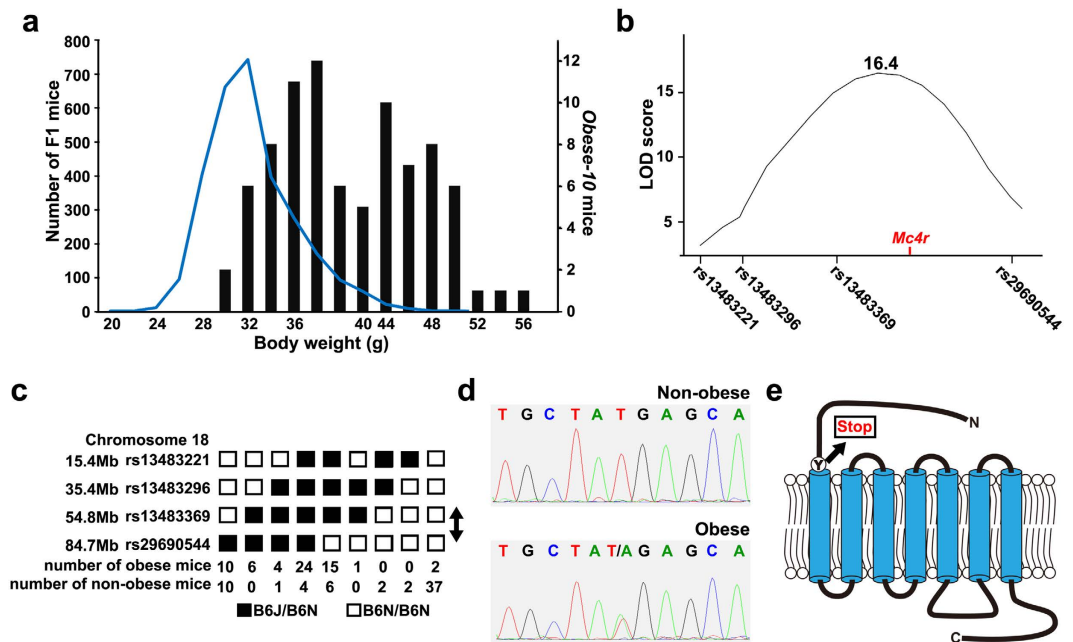 a
800
700
600
500
400
300
200
100
0
Number of F1 mice
12
10
8
6
4
2
0
Obese-10 mice
20 24 28 32 36 40 44 48 52 56
Body weight (g)
b
16.4
15
10
5
LOD score
Mc4r
rs13483221
rs13483296
rs13483369
rs29690544
c
Chromosome 18
15.4Mb rs13483221
35.4Mb rs13483296
54.8Mb rs13483369
84.7Mb rs29690544
number of obese mice 10 6 4 24 15 1 0 0 2
number of non-obese mice 10 0 1 4 6 0 2 2 37
B6J/B6N B6N/B6N
d
Non-obese
T G C T A T G A G C A
Obese
T G C T A T/A G A G C A
e
Stop
N
Y
C